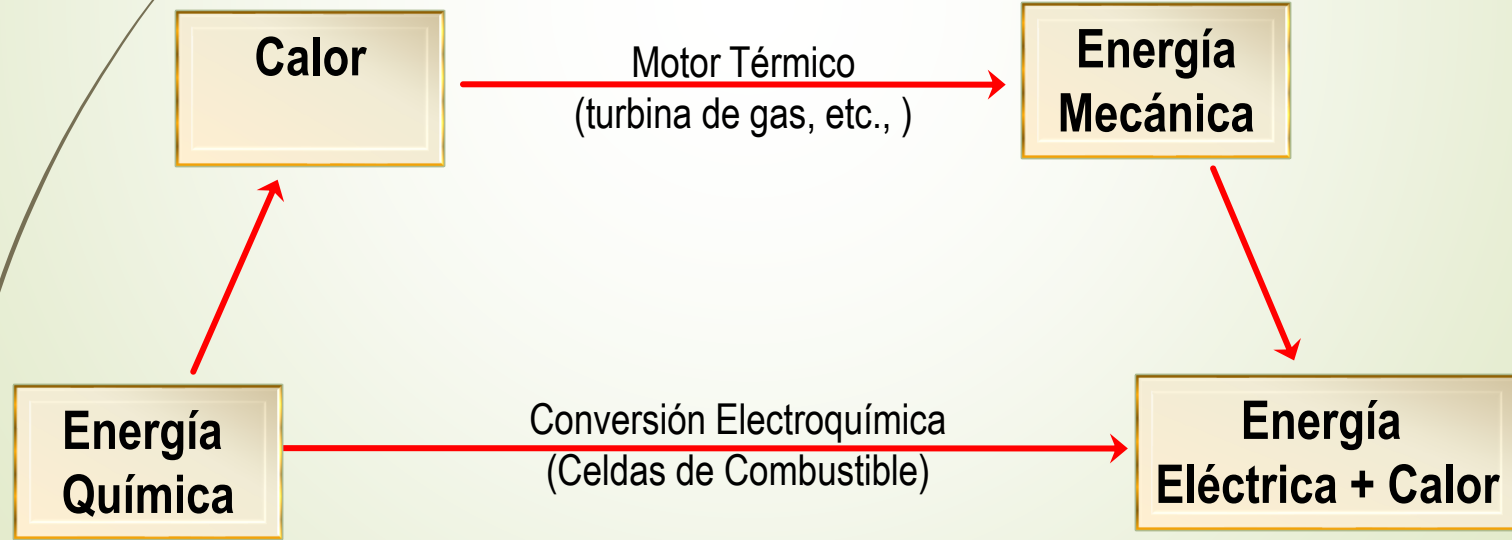 Calor
Motor Térmico
(turbina de gas, etc., )
Energía
Mecánica
Energía
Química
Conversión Electroquímica
(Celdas de Combustible)
Energía
Eléctrica + Calor